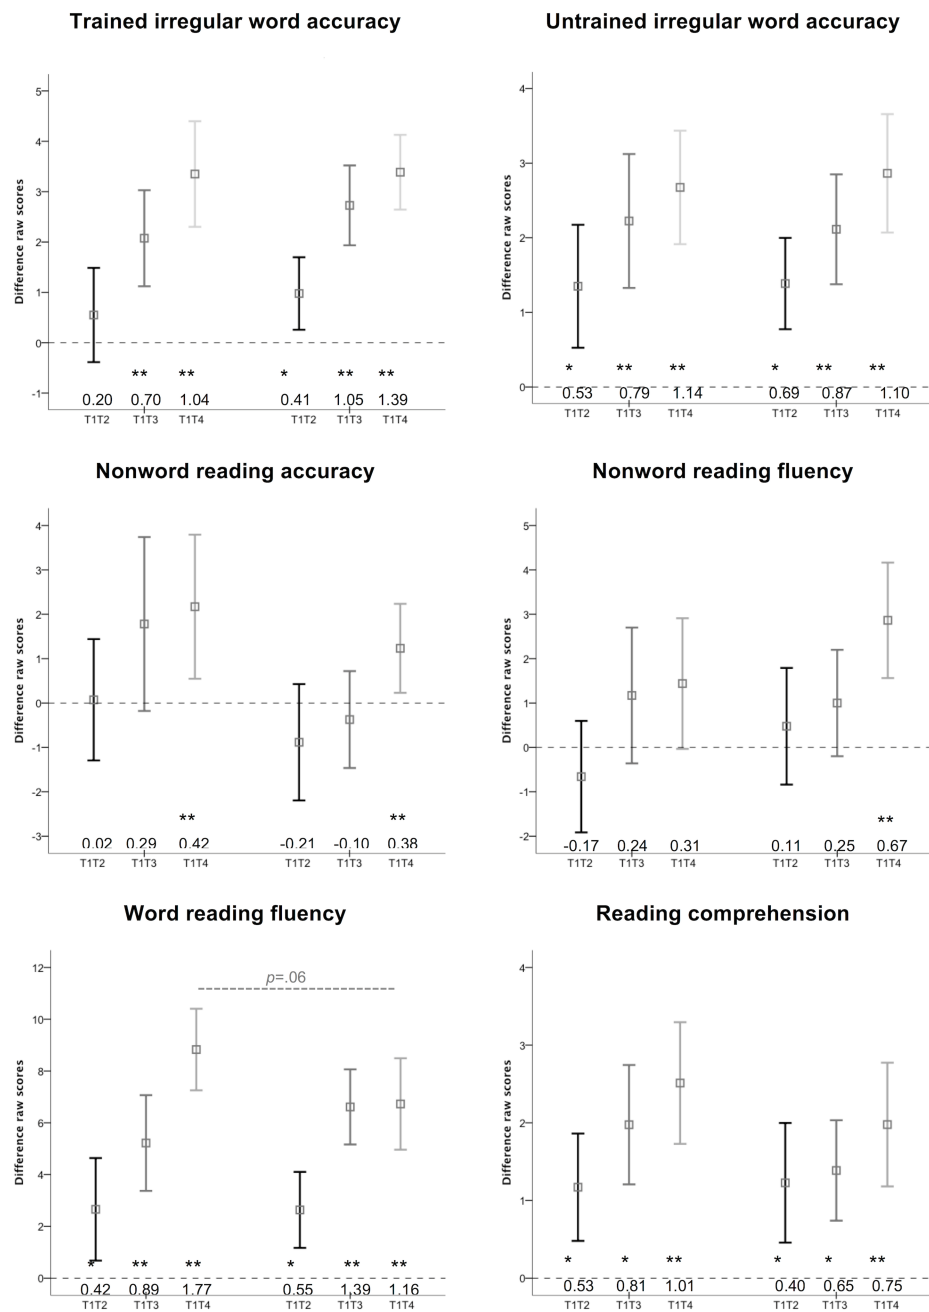 Trained irregular word accuracy
Difference raw scores
5
4
3
2
1
0
-1
** ** * ** **
0.20 0.70 1.04 0.41 1.05 1.39
T1T2 T1T3 T1T4 T1T2 T1T3 T1T4
Untrained irregular word accuracy
Difference raw scores
4
3
2
1
0
* ** ** * ** **
0.53 0.79 1.14 0.69 0.87 1.10
T1T2 T1T3 T1T4 T1T2 T1T3 T1T4
Nonword reading accuracy
Difference raw scores
4
3
2
1
0
-1
-2
-3
** **
0.02 0.29 0.42 -0.21 -0.10 0.38
T1T2 T1T3 T1T4 T1T2 T1T3 T1T4
Nonword reading fluency
Difference raw scores
5
4
3
2
1
0
-1
-2
**
-0.17 0.24 0.31 0.11 0.25 0.67
T1T2 T1T3 T1T4 T1T2 T1T3 T1T4
Word reading fluency
Difference raw scores
p=.06
12
10
8
6
4
2
0
* ** ** * ** **
0.42 0.89 1.77 0.55 1.39 1.16
T1T2 T1T3 T1T4 T1T2 T1T3 T1T4
Reading comprehension
Difference raw scores
4
3
2
1
0
* * ** * * **
0.53 0.81 1.01 0.40 0.65 0.75
T1T2 T1T3 T1T4 T1T2 T1T3 T1T4